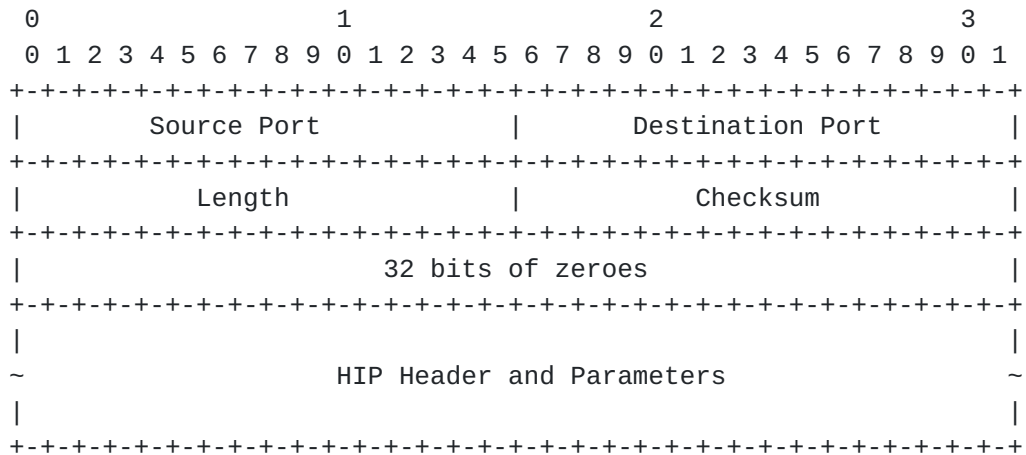 0                   1                   2                   3
 0 1 2 3 4 5 6 7 8 9 0 1 2 3 4 5 6 7 8 9 0 1 2 3 4 5 6 7 8 9 0 1
+-+-+-+-+-+-+-+-+-+-+-+-+-+-+-+-+-+-+-+-+-+-+-+-+-+-+-+-+-+-+-+-+
|        Source Port            |       Destination Port        |
+-+-+-+-+-+-+-+-+-+-+-+-+-+-+-+-+-+-+-+-+-+-+-+-+-+-+-+-+-+-+-+-+
|           Length              |           Checksum            |
+-+-+-+-+-+-+-+-+-+-+-+-+-+-+-+-+-+-+-+-+-+-+-+-+-+-+-+-+-+-+-+-+
|                       32 bits of zeroes                       |
+-+-+-+-+-+-+-+-+-+-+-+-+-+-+-+-+-+-+-+-+-+-+-+-+-+-+-+-+-+-+-+-+
|                                                               |
~                    HIP Header and Parameters                  ~
|                                                               |
+-+-+-+-+-+-+-+-+-+-+-+-+-+-+-+-+-+-+-+-+-+-+-+-+-+-+-+-+-+-+-+-+